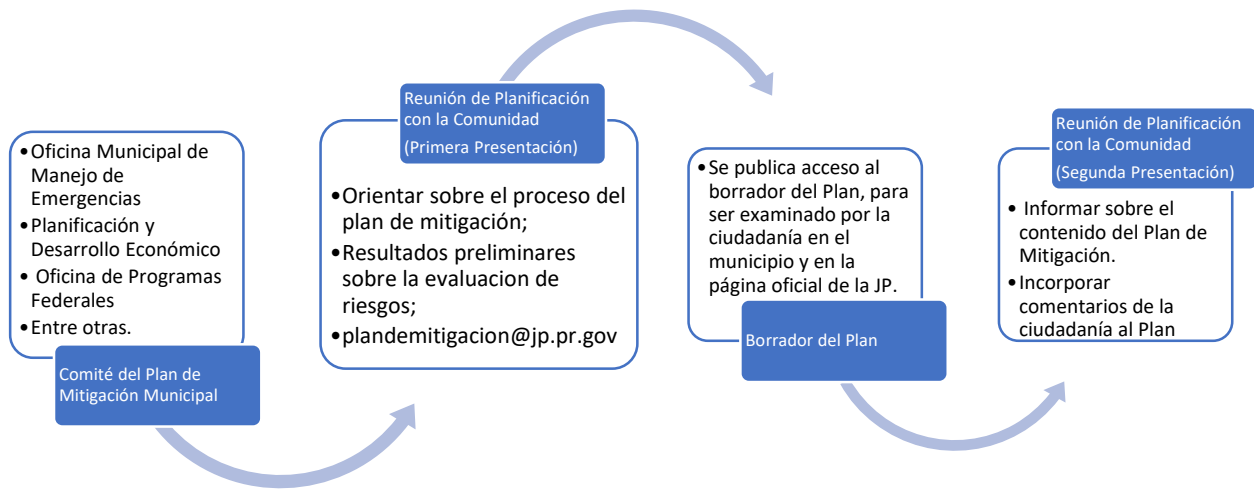 •Oficina Municipal de
Manejo de
Emergencias
•Planificación y
Desarrollo Económico
• Oficina de Programas
Federales
•Entre otras.
Comité del Plan de
Mitigación Municipal
Reunión de Planificación
con la Comunidad
(Primera Presentación)
•Orientar sobre el proceso del
plan de mitigación;
•Resultados preliminares
sobre la evaluacion de
riesgos;
•plandemitigacion@jp.pr.gov
•Se publica acceso al
borrador del Plan, para
ser examinado por la
ciudadanía en el
municipio y en la
página oficial de la JP.
Borrador del Plan
Reunión de Planificación
con la Comunidad
(Segunda Presentación)
• Informar sobre el
contenido del Plan de
Mitigación.
•Incorporar
comentarios de la
ciudadanía al Plan